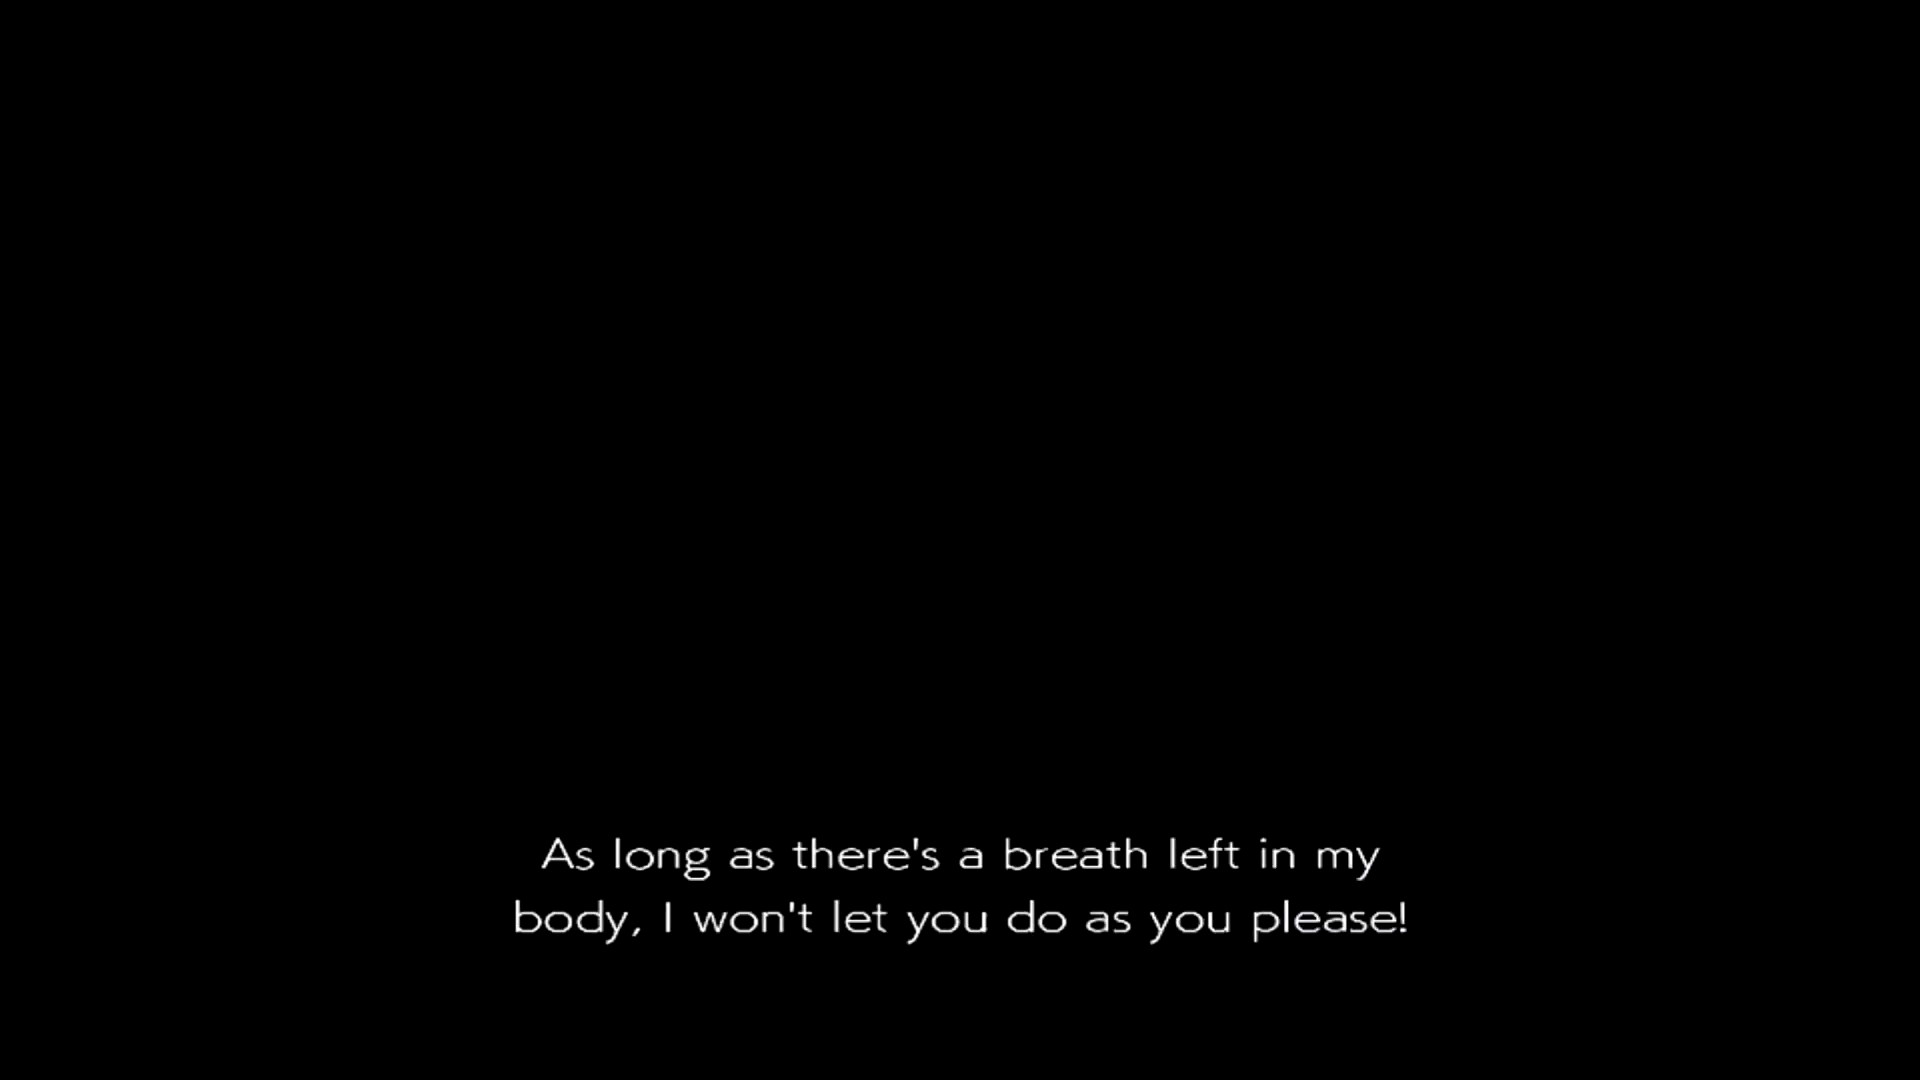 As long as there's a breath left in my
body, I won't let you do as you please!